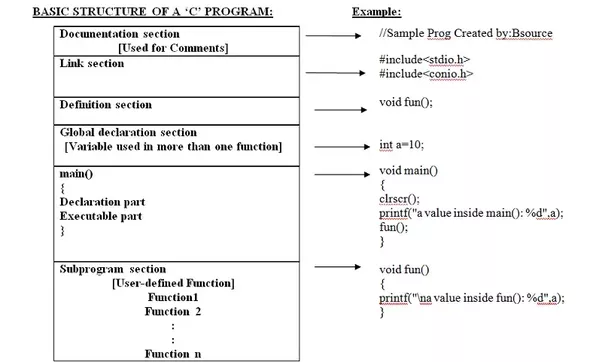 BASIC STRUCTURE OF A ‘C’ PROGRAM:
Example:
Documentation section
[Used for Comments]
//Sample Prog Created by:Bsource
Link section
#include<stdio.h>
#include<conio.h>
Definition section
void fun();
Global declaration section
[Variable used in more than one function]
int a=10;
main()
{
Declaration part
Executable part
}
void main()
{
clrscr();
printf("a value inside main(): %d",a);
fun();
}
Subprogram section
[User-defined Function]
Function1
Function 2
:
:
Function n
void fun()
{
printf("\na value inside fun(): %d",a);
}